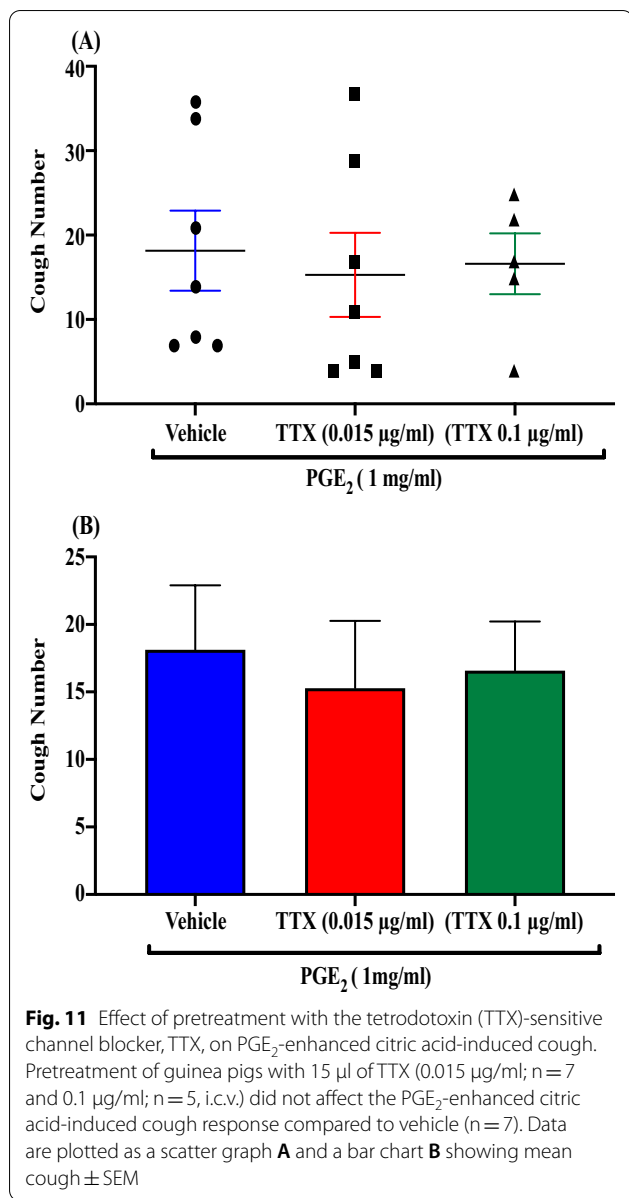 (A)
40
30
20
10
0
Cough Number
Vehicle TTX (0.015 µg/ml) (TTX 0.1 µg/ml)
PGE₂ ( 1 mg/ml)
(B)
25
20
15
10
5
0
Cough Number
Vehicle TTX (0.015 µg/ml) (TTX 0.1 µg/ml)
PGE₂ ( 1mg/ml)
Fig. 11 Effect of pretreatment with the tetrodotoxin (TTX)-sensitive
channel blocker, TTX, on PGE₂-enhanced citric acid-induced cough.
Pretreatment of guinea pigs with 15 µl of TTX (0.015 µg/ml; n = 7
and 0.1 µg/ml; n = 5, i.c.v.) did not affect the PGE₂-enhanced citric
acid-induced cough response compared to vehicle (n = 7). Data
are plotted as a scatter graph A and a bar chart B showing mean
cough ± SEM